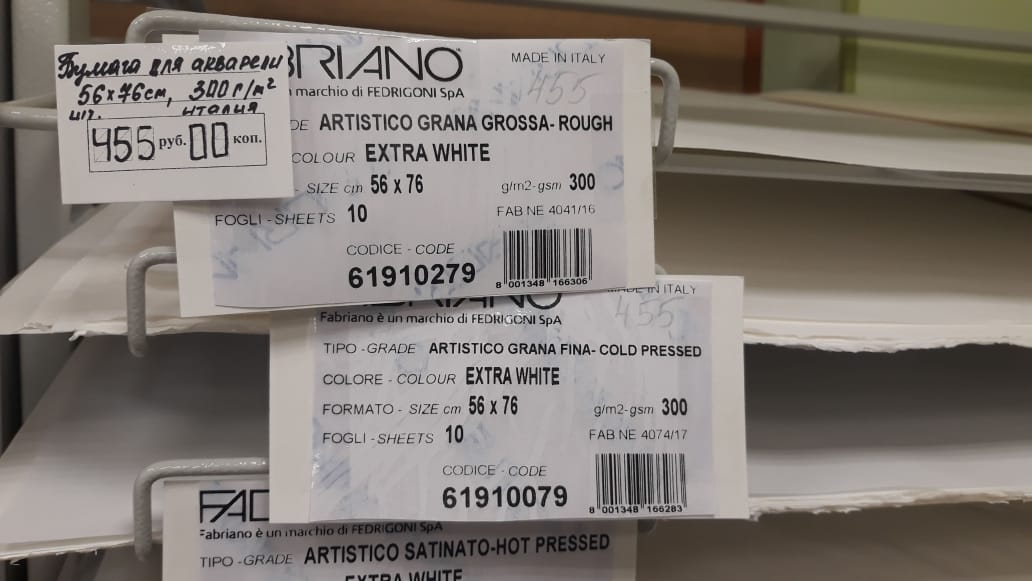 Бумага для акварели
56х76см, 300г/м²
шт. ИТАЛИЯ
455 руб. 00 коп.
BRIANO
MADE IN ITALY
455
marchio di FEDRIGONI SpA
DE ARTISTICO GRANA GROSSA- ROUGH
COLOUR EXTRA WHITE
- SIZE cm 56 x 76 g/m2-gsm 300
FOGLI - SHEETS 10 FAB NE 4041/16
CODICE - CODE
61910279
8 001348 166306
MADE IN ITALY
455
Fabriano è un marchio di FEDRIGONI SpA
TIPO -GRADE ARTISTICO GRANA FINA- COLD PRESSED
COLORE - COLOUR EXTRA WHITE
FORMATO - SIZE cm 56 x 76 g/m2-gsm 300
FOGLI - SHEETS 10 FAB NE 4074/17
CODICE - CODE
61910079
8 001348 166283
FAB
Fabriano è un marchio di FEDRIGONI SpA
TIPO -GRADE ARTISTICO SATINATO-HOT PRESSED
EXTRA WHITE